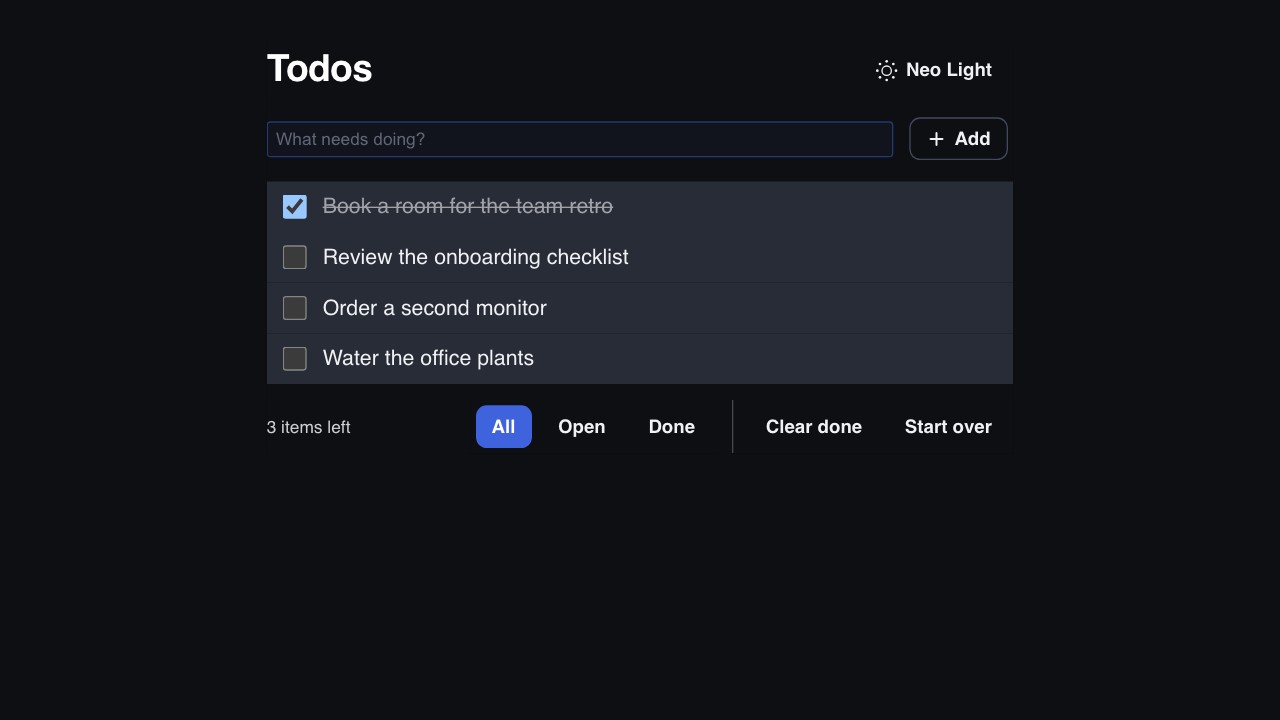 Todos
Neo Light
What needs doing?
Add
Book a room for the team retro
Review the onboarding checklist
Order a second monitor
Water the office plants
3 items left
All
Open
Done
Clear done
Start over